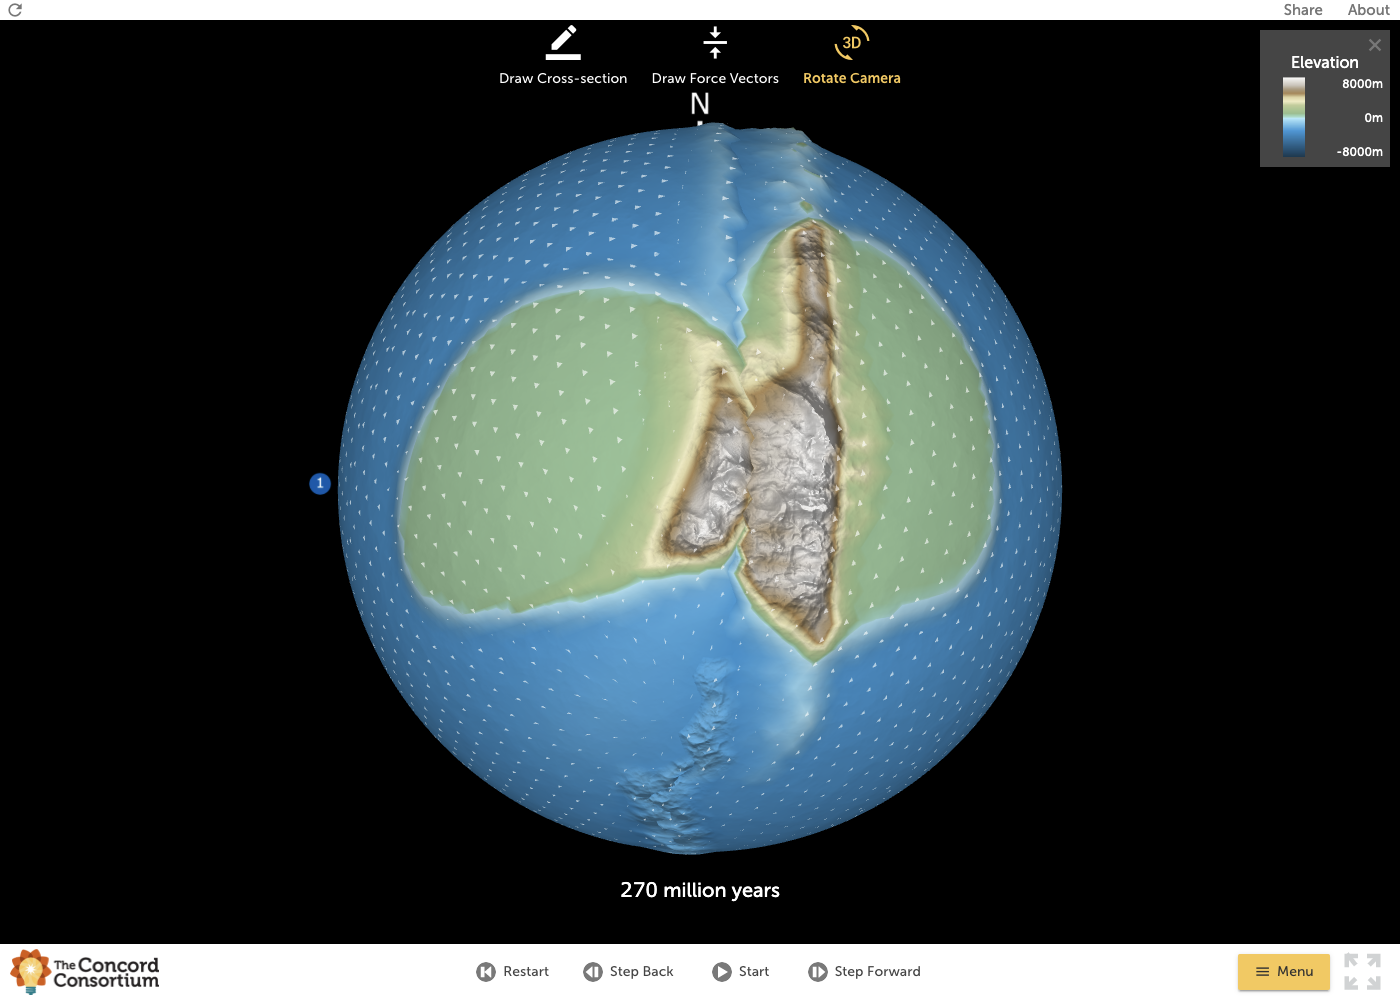 Share
About
Draw Cross-section
Draw Force Vectors
3D
Rotate Camera
Elevation
8000m
0m
-8000m
N
1
270 million years
The Concord
Consortium
Restart
Step Back
Start
Step Forward
Menu